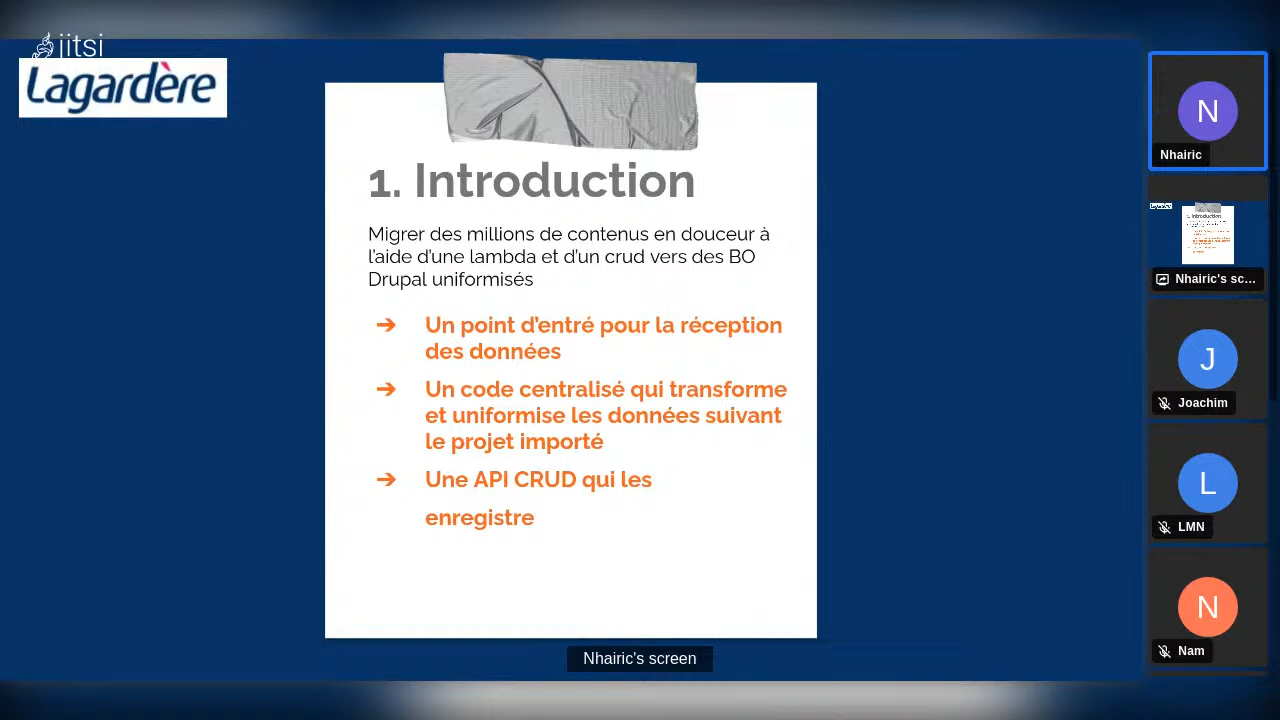 jitsi
Lagardère
1. Introduction
Migrer des millions de contenus en douceur à
l'aide d'une lambda et d'un crud vers des BO
Drupal uniformisés
➔ Un point d'entré pour la réception
des données
➔ Un code centralisé qui transforme
et uniformise les données suivant
le projet importé
➔ Une API CRUD qui les
enregistre
Nhairic's screen
N
Nhairic
Nhairic's sc...
J
Joachim
L
LMN
N
Nam